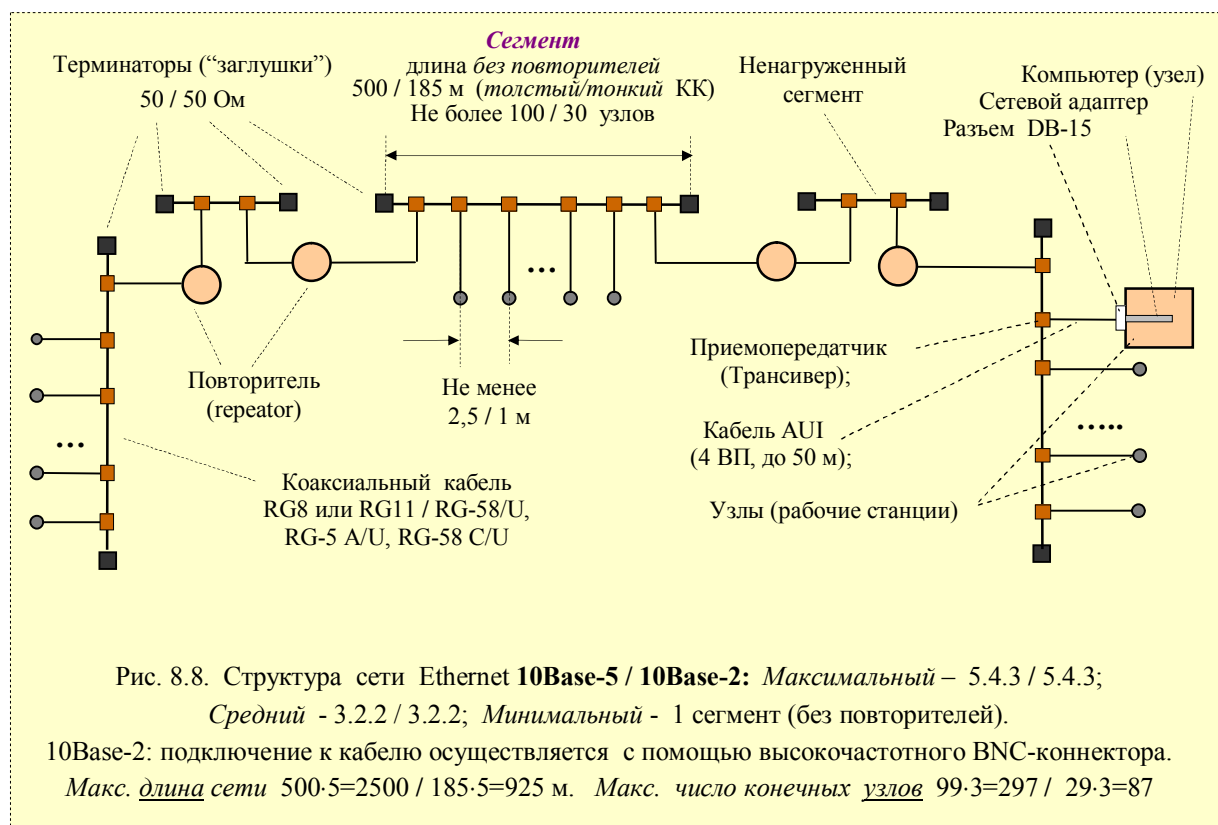 Сегмент
длина без повторителей
500 / 185 м (толстый/тонкий КК)
Не более 100 / 30 узлов
Терминаторы (“заглушки”)
50 / 50 Ом
Ненагруженный
сегмент
Компьютер (узел)
Сетевой адаптер
Разъем DB-15
...
Повторитель
(repeator)
Не менее
2,5 / 1 м
Приемопередатчик
(Трансивер);
...
Кабель AUI
(4 ВП, до 50 м);
.....
Коаксиальный кабель
RG8 или RG11 / RG-58/U,
RG-5 A/U, RG-58 C/U
Узлы (рабочие станции)
Рис. 8.8. Структура сети Ethernet 10Base-5 / 10Base-2: Максимальный – 5.4.3 / 5.4.3;
Средний - 3.2.2 / 3.2.2; Минимальный - 1 сегмент (без повторителей).
10Base-2: подключение к кабелю осуществляется с помощью высокочастотного BNC-коннектора.
Макс. длина сети 500·5=2500 / 185·5=925 м. Макс. число конечных узлов 99·3=297 / 29·3=87